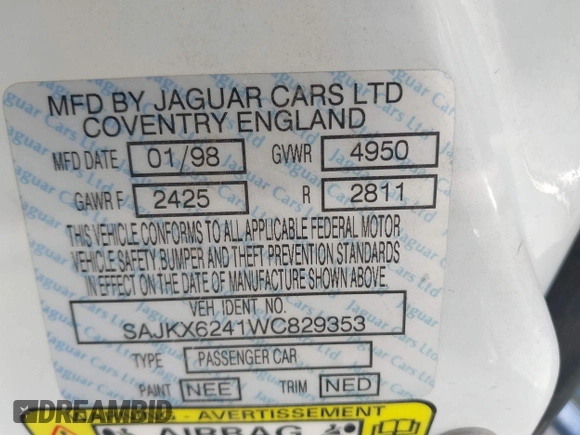 MFD BY JAGUAR CARS LTD
COVENTRY ENGLAND
MFD DATE 01/98 GVWR 4950
GAWR F 2425 R 2811
THIS VEHICLE CONFORMS TO ALL APPLICABLE FEDERAL MOTOR
VEHICLE SAFETY, BUMPER AND THEFT PREVENTION STANDARDS
IN EFFECT ON THE DATE OF MANUFACTURE SHOWN ABOVE.
VEH IDENT NO.
SAJKX6241WC829353
TYPE PASSENGER CAR
PAINT NEE TRIM NED
- AVERTISSEMENT
AIRBAG
DREAMBID